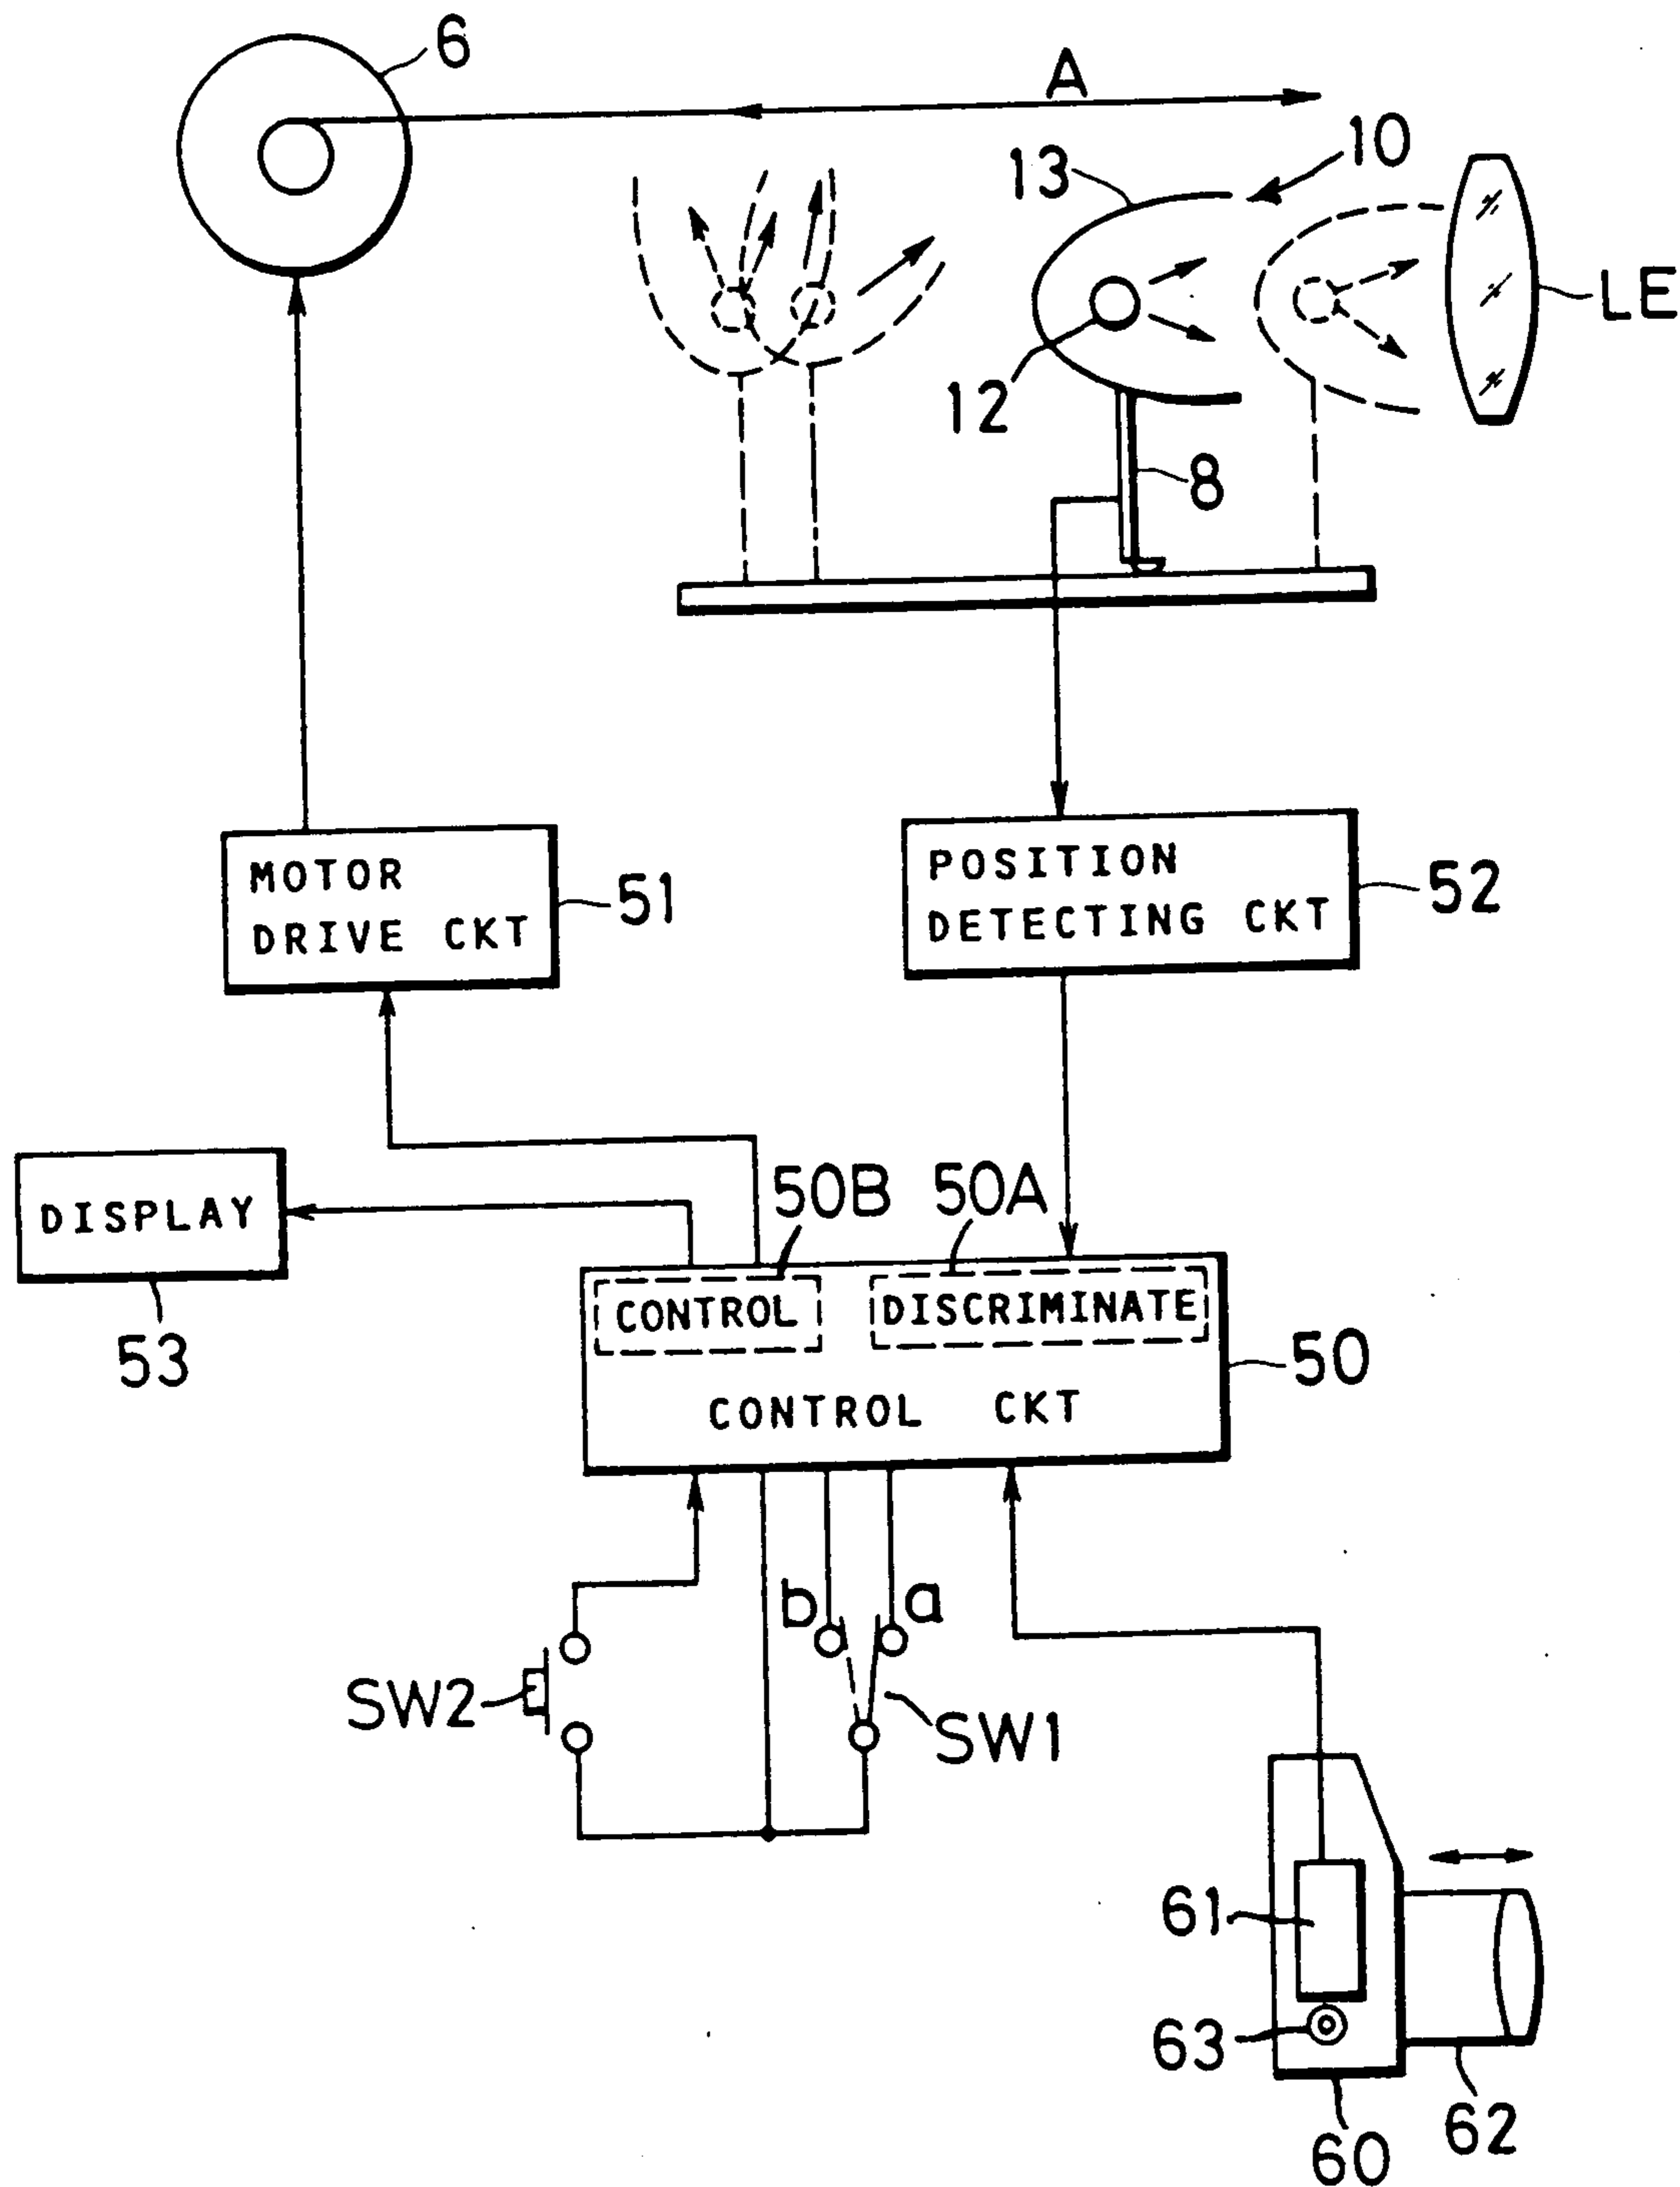 6
A
10
13
LE
12
8
MOTOR
DRIVE CKT
51
POSITION
DETECTING CKT
52
50B
50A
DISPLAY
53
CONTROL
DISCRIMINATE
50
CONTROL CKT
b
a
SW2
SW1
61
63
62
60